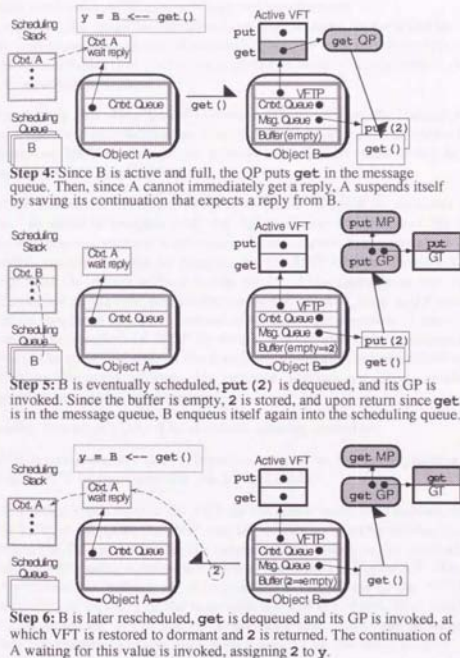 Scheduling
Stack
y = B <-- get()
Active VFT
put
get
get QP
Cbxt. A
Cbxt. A
wait reply
Cntxt. Queue
get()
VFTP
Cntxt. Queue
Msg. Queue
Buffer(empty)
put(2)
get()
Scheduling
Queue
B
Object A
Object B
Step 4: Since B is active and full, the QP puts get in the message
queue. Then, since A cannot immediately get a reply, A suspends itself
by saving its continuation that expects a reply from B.
Scheduling
Stack
Active VFT
put
get
put MP
put GP
put
GT
Cbxt. B
Cbxt. A
wait reply
Cntxt. Queue
VFTP
Cntxt. Queue
Msg. Queue
Buffer(empty⇒2)
put(2)
get()
Scheduling
Queue
B
Object A
Object B
Step 5: B is eventually scheduled, put(2) is dequeued, and its GP is
invoked. Since the buffer is empty, 2 is stored, and upon return since get
is in the message queue, B enqueus itself again into the scheduling queue.
Scheduling
Stack
y = B <-- get()
Active VFT
put
get
get MP
get GP
get
GT
Cbxt. A
Cbxt. A
wait reply
Cntxt. Queue
2
VFTP
Cntxt. Queue
Msg. Queue
Buffer(2⇒empty)
get()
Scheduling
Queue
Object A
Object B
Step 6: B is later rescheduled, get is dequeued and its GP is invoked, at
which VFT is restored to dormant and 2 is returned. The continuation of
A waiting for this value is invoked, assigning 2 to y.